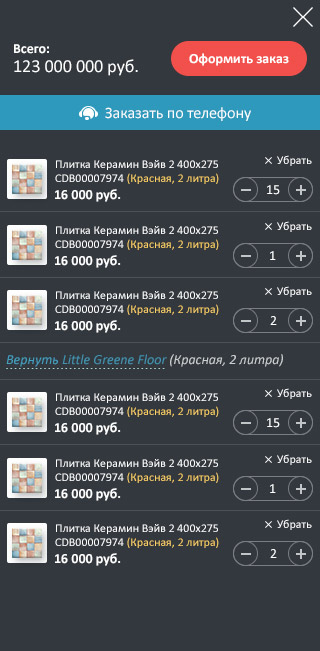 Всего:
123 000 000 руб.
Оформить заказ
Заказать по телефону
Плитка Керамин Вэйв 2 400x275
CDB00007974 (Красная, 2 литра)
16 000 руб.
Убрать
15
Плитка Керамин Вэйв 2 400x275
CDB00007974 (Красная, 2 литра)
16 000 руб.
Убрать
1
Плитка Керамин Вэйв 2 400x275
CDB00007974 (Красная, 2 литра)
16 000 руб.
Убрать
2
Вернуть Little Greene Floor (Красная, 2 литра)
Плитка Керамин Вэйв 2 400x275
CDB00007974 (Красная, 2 литра)
16 000 руб.
Убрать
15
Плитка Керамин Вэйв 2 400x275
CDB00007974 (Красная, 2 литра)
16 000 руб.
Убрать
1
Плитка Керамин Вэйв 2 400x275
CDB00007974 (Красная, 2 литра)
16 000 руб.
Убрать
2